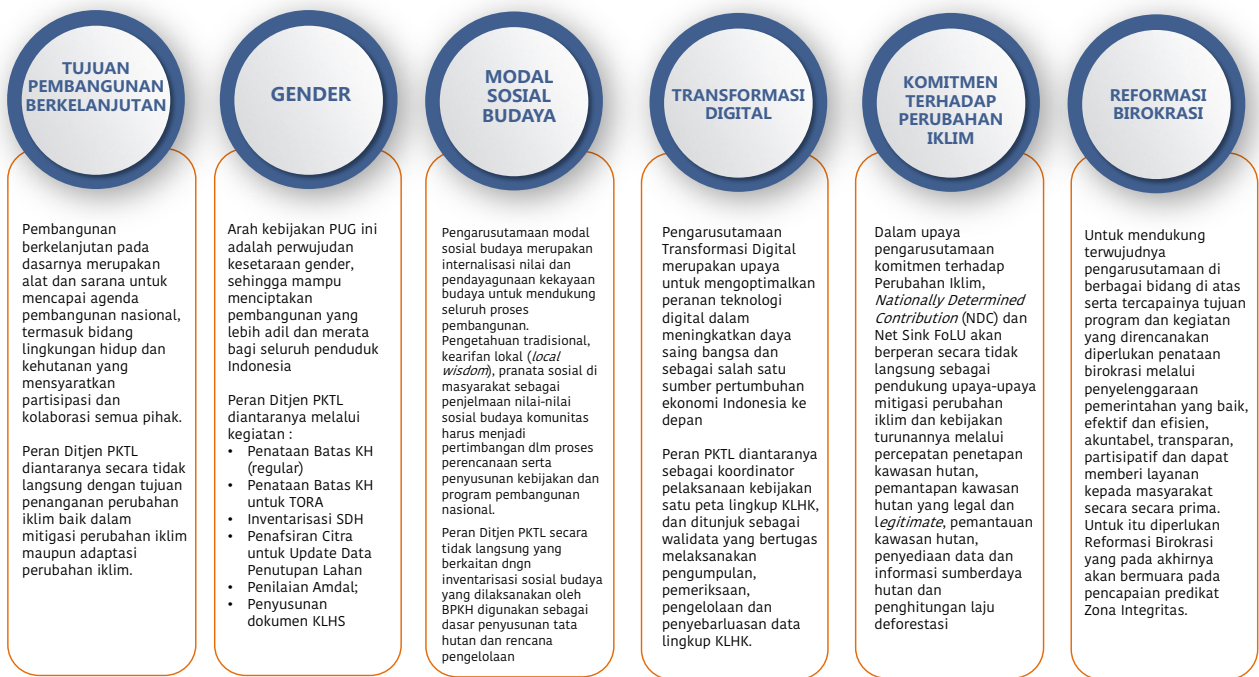 TUJUAN
PEMBANGUNAN
BERKELANJUTAN
Pembangunan
berkelanjutan pada
dasarnya merupakan
alat dan sarana untuk
mencapai agenda
pembangunan nasional,
termasuk bidang
lingkungan hidup dan
kehutanan yang
mensyaratkan
partisipasi dan
kolaborasi semua pihak.
Peran Ditjen PKTL
diantaranya secara tidak
langsung dengan tujuan
penanganan perubahan
iklim baik dalam
mitigasi perubahan iklim
maupun adaptasi
perubahan iklim.
GENDER
Arah kebijakan PUG ini
adalah perwujudan
kesetaraan gender,
sehingga mampu
menciptakan
pembangunan yang
lebih adil dan merata
bagi seluruh penduduk
Indonesia
Peran Ditjen PKTL
diantaranya melalui
kegiatan :
• Penataan Batas KH
(regular)
• Penataan Batas KH
untuk TORA
• Inventarisasi SDH
• Penafsiran Citra
untuk Update Data
Penutupan Lahan
• Penilaian Amdal;
• Penyusunan
dokumen KLHS
MODAL
SOSIAL
BUDAYA
Pengarusutamaan modal
sosial budaya merupakan
internalisasi nilai dan
pendayagunaan kekayaan
budaya untuk mendukung
seluruh proses
pembangunan.
Pengetahuan tradisional,
kearifan lokal (local
wisdom), pranata sosial di
masyarakat sebagai
penjelmaan nilai-nilai
sosial budaya komunitas
harus menjadi
pertimbangan dlm proses
perencanaan serta
penyusunan kebijakan dan
program pembangunan
nasional.
Peran Ditjen PKTL secara
tidak langsung yang
berkaitan dngn
inventarisasi sosial budaya
yang dilaksanakan oleh
BPKH digunakan sebagai
dasar penyusunan tata
hutan dan rencana
pengelolaan
TRANSFORMASI
DIGITAL
Pengarusutamaan
Transformasi Digital
merupakan upaya
untuk mengoptimalkan
peranan teknologi
digital dalam
meningkatkan daya
saing bangsa dan
sebagai salah satu
sumber pertumbuhan
ekonomi Indonesia ke
depan
Peran PKTL diantaranya
sebagai koordinator
pelaksanaan kebijakan
satu peta lingkup KLHK,
dan ditunjuk sebagai
walidata yang bertugas
melaksanakan
pengumpulan,
pemeriksaan,
pengelolaan dan
penyebarluasan data
lingkup KLHK.
KOMITMEN
TERHADAP
PERUBAHAN
IKLIM
Dalam upaya
pengarusutamaan
komitmen terhadap
Perubahan Iklim,
Nationally Determined
Contribution (NDC) dan
Net Sink FoLU akan
berperan secara tidak
langsung sebagai
pendukung upaya-upaya
mitigasi perubahan
iklim dan kebijakan
turunannya melalui
percepatan penetapan
kawasan hutan,
pemantapan kawasan
hutan yang legal dan
legitimate, pemantauan
kawasan hutan,
penyediaan data dan
informasi sumberdaya
hutan dan
penghitungan laju
deforestasi
REFORMASI
BIROKRASI
Untuk mendukung
terwujudnya
pengarusutamaan di
berbagai bidang di atas
serta tercapainya tujuan
program dan kegiatan
yang direncanakan
diperlukan penataan
birokrasi melalui
penyelenggaraan
pemerintahan yang baik,
efektif dan efisien,
akuntabel, transparan,
partisipatif dan dapat
memberi layanan
kepada masyarakat
secara secara prima.
Untuk itu diperlukan
Reformasi Birokrasi
yang pada akhirnya
akan bermuara pada
pencapaian predikat
Zona Integritas.